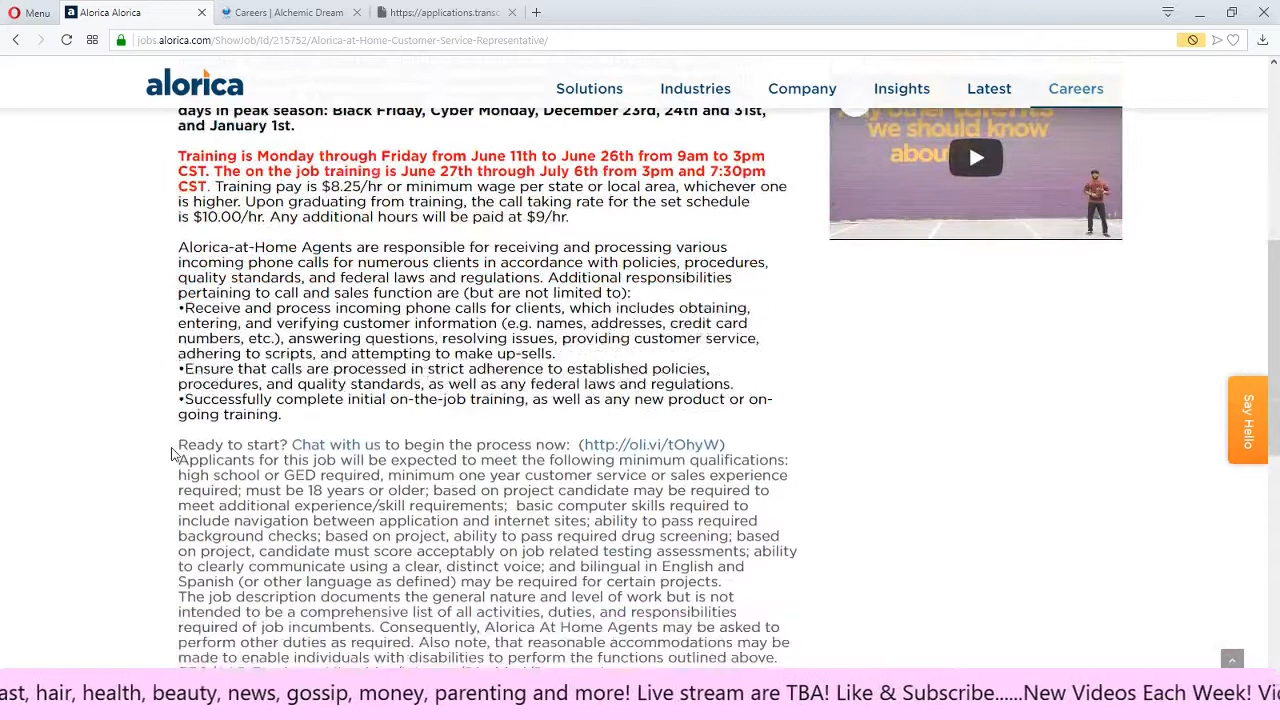 Menu
Alorica Alorica
Careers | Alchemic Dream
https://applications.transc
jobs.alorica.com/ShowJob/Id/215752/Alorica-at-Home-Customer-Service-Representative/
alorica
Solutions
Industries
Company
Insights
Latest
Careers
days in peak season: Black Friday, Cyber Monday, December 23rd, 24th and 31st,
and January 1st.
Training is Monday through Friday from June 11th to June 26th from 9am to 3pm
CST. The on the job training is June 27th through July 6th from 3pm and 7:30pm
CST. Training pay is $8.25/hr or minimum wage per state or local area, whichever one
is higher. Upon graduating from training, the call taking rate for the set schedule
is $10.00/hr. Any additional hours will be paid at $9/hr.
Alorica-at-Home Agents are responsible for receiving and processing various
incoming phone calls for numerous clients in accordance with policies, procedures,
quality standards, and federal laws and regulations. Additional responsibilities
pertaining to call and sales function are (but are not limited to):
•Receive and process incoming phone calls for clients, which includes obtaining,
entering, and verifying customer information (e.g. names, addresses, credit card
numbers, etc.), answering questions, resolving issues, providing customer service,
adhering to scripts, and attempting to make up-sells.
•Ensure that calls are processed in strict adherence to established policies,
procedures, and quality standards, as well as any federal laws and regulations.
•Successfully complete initial on-the-job training, as well as any new product or on-
going training.
Ready to start? Chat with us to begin the process now: (http://oli.vi/tOhyW)
Applicants for this job will be expected to meet the following minimum qualifications:
high school or GED required, minimum one year customer service or sales experience
required; must be 18 years or older; based on project candidate may be required to
meet additional experience/skill requirements; basic computer skills required to
include navigation between application and internet sites; ability to pass required
background checks; based on project, ability to pass required drug screening; based
on project, candidate must score acceptably on job related testing assessments; ability
to clearly communicate using a clear, distinct voice; and bilingual in English and
Spanish (or other language as defined) may be required for certain projects.
The job description documents the general nature and level of work but is not
intended to be a comprehensive list of all activities, duties, and responsibilities
required of job incumbents. Consequently, Alorica At Home Agents may be asked to
perform other duties as required. Also note, that reasonable accommodations may be
made to enable individuals with disabilities to perform the functions outlined above.
we should know
about
Say Hello
ast, hair, health, beauty, news, gossip, money, parenting and more! Live stream are TBA! Like & Subscribe......New Videos Each Week! Vi